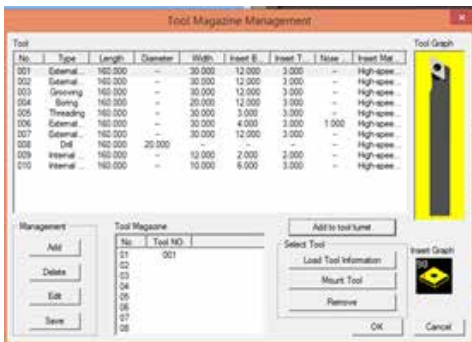 Tool Magazine Management
Tool
Tool Graph
No. Type Length Diameter Width Insert B... Insert T... Nose ... Insert Mat...
001 External... 160.000 -- 30.000 12.000 3.000 -- High-spee...
002 External... 160.000 -- 30.000 12.000 3.000 -- High-spee...
003 Grooving 160.000 -- 30.000 12.000 3.000 -- High-spee...
004 Boring 160.000 -- 20.000 12.000 3.000 -- High-spee...
005 Threading 160.000 -- 30.000 3.000 3.000 -- High-spee...
006 External... 160.000 -- 30.000 4.000 3.000 1.000 High-spee...
007 External... 160.000 -- 30.000 12.000 3.000 -- High-spee...
008 Drill 160.000 20.000 -- -- -- -- High-spee...
009 Internal ... 160.000 -- 12.000 2.000 2.000 -- High-spee...
010 Internal ... 160.000 -- 10.000 6.000 3.000 -- High-spee...
Management
Add
Delete
Edit
Save
Tool Magazine
No. Tool NO.
01 001
02
03
04
05
06
07
08
Add to tool turret
Select Tool
Load Tool Information
Mount Tool
Remove
Insert Graph
OK
Cancel